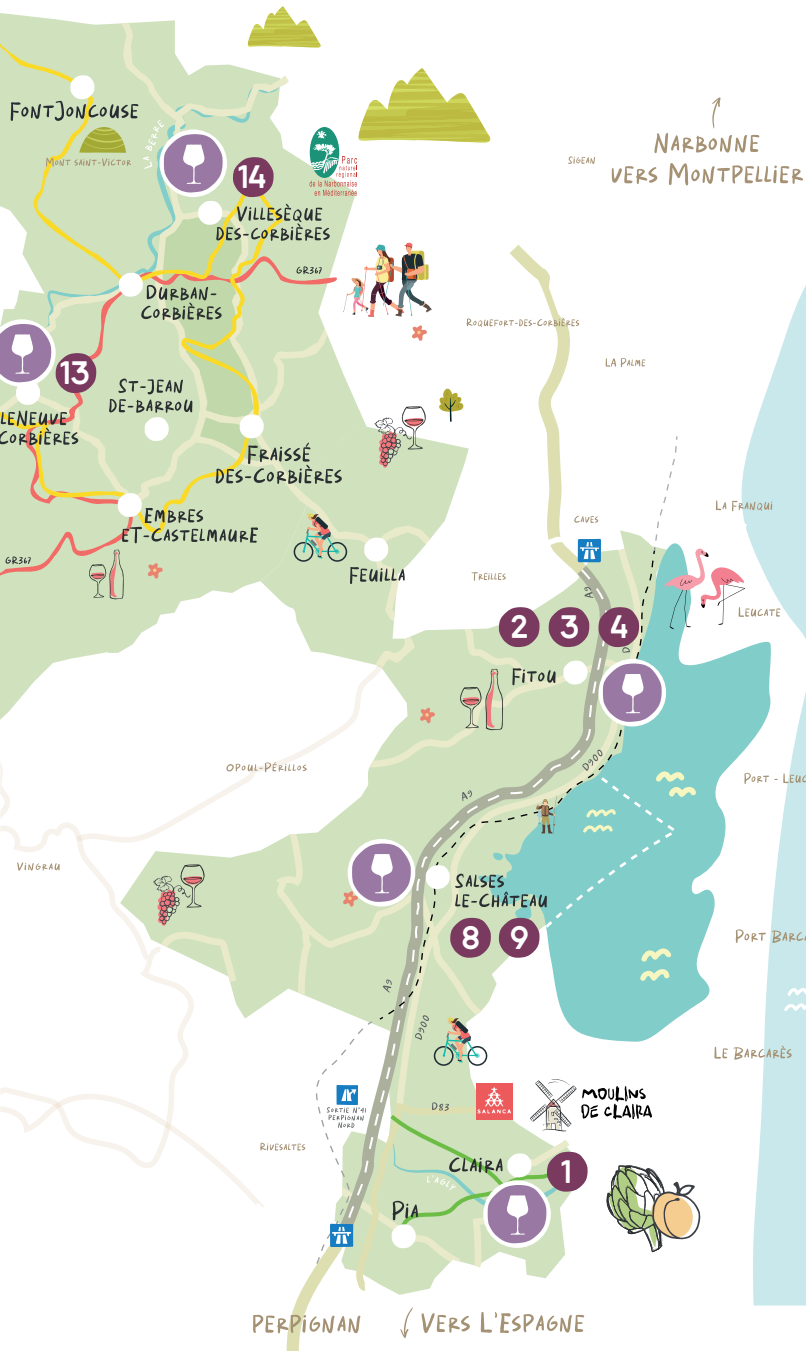 FONTJONCOUSE
MONT SAINT-VICTOR
LA BERRE
14
Parc
naturel
régional
de la Narbonnaise
en Méditerranée
SIGEAN
NARBONNE
VERS MONTPELLIER
VILLESÈQUE
DES-CORBIÈRES
GR367
DURBAN-
CORBIÈRES
ROQUEFORT-DES-CORBIÈRES
LA PALME
13
ST-JEAN
DE-BARROU
LENEUVE
CORBIÈRES
FRAISSÉ
DES-CORBIÈRES
EMBRES
ET-CASTELMAURE
GR367
FEUILLA
CAVES
LA FRANQUI
TREILLES
A9
LEUCATE
2 3 4
D
FITOU
OPOUL-PÉRILLOS
D900
PORT - LEUC
A9
VINGRAU
SALSES
LE-CHÂTEAU
8 9
PORT BARCA
A9
D900
LE BARCARÈS
SORTIE N°41
PERPIGNAN
NORD
D83
SALANCA
MOULINS
DE CLAIRA
RIVESALTES
CLAIRA
1
L'AGLY
PIA
PERPIGNAN
VERS L'ESPAGNE